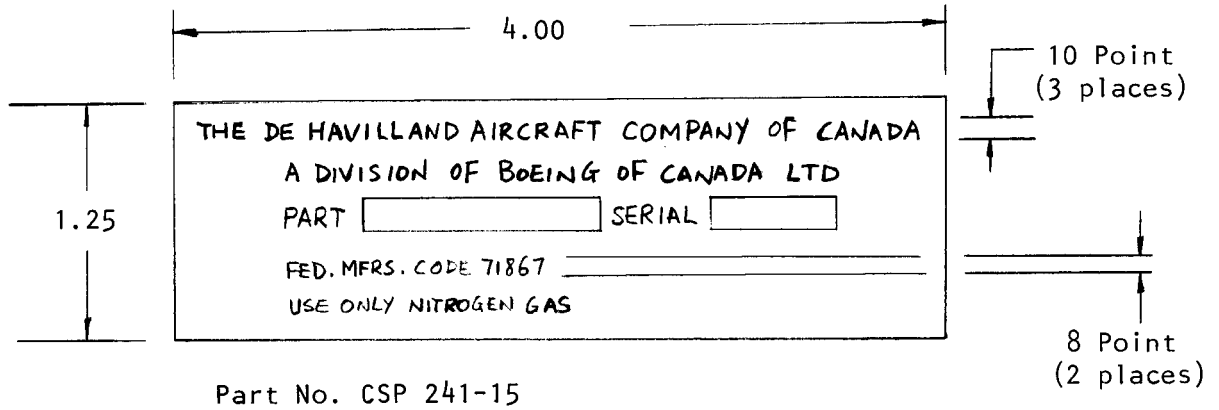 4.00
10 Point
(3 places)
THE DE HAVILLAND AIRCRAFT COMPANY OF CANADA
A DIVISION OF BOEING OF CANADA LTD
1.25
PART SERIAL
FED. MFRS. CODE 71867
USE ONLY NITROGEN GAS
8 Point
(2 places)
Part No. CSP 241-15